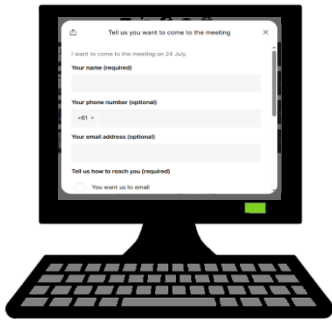 Tell us you want to come to the meeting
I want to come to the meeting on 24 July.
Your name (required)
Your phone number (optional)
+61
Your email address (optional)
Tell us how to reach you (required)
You want us to email